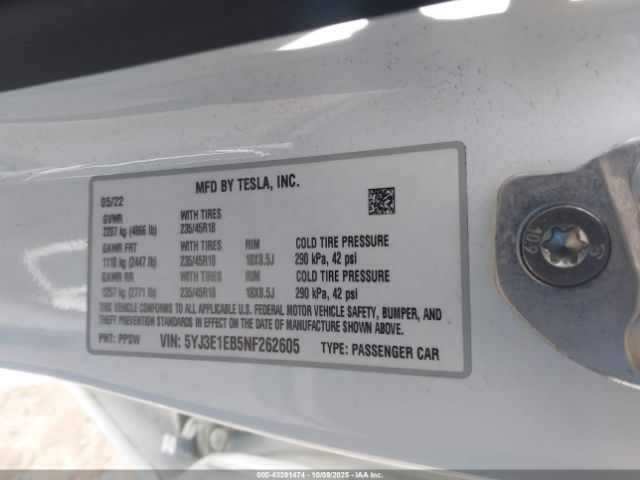 MFD BY TESLA, INC.
05/22
GVWR WITH TIRES
2207 kg (4866 lb) 235/45R18
GAWR FRT WITH TIRES RIM COLD TIRE PRESSURE
1110 kg (2447 lb) 235/45R18 18X8.5J 290 kPa, 42 psi
GAWR RR WITH TIRES RIM COLD TIRE PRESSURE
1257 kg (2771 lb) 235/45R18 18X8.5J 290 kPa, 42 psi
THIS VEHICLE CONFORMS TO ALL APPLICABLE U.S. FEDERAL MOTOR VEHICLE SAFETY, BUMPER, AND
THEFT PREVENTION STANDARDS IN EFFECT ON THE DATE OF MANUFACTURE SHOWN ABOVE.
PNT: PPSW VIN: 5YJ3E1EB5NF262605 TYPE: PASSENGER CAR
10.9
000-43391474 | 10/09/2025 | IAAI, Inc.